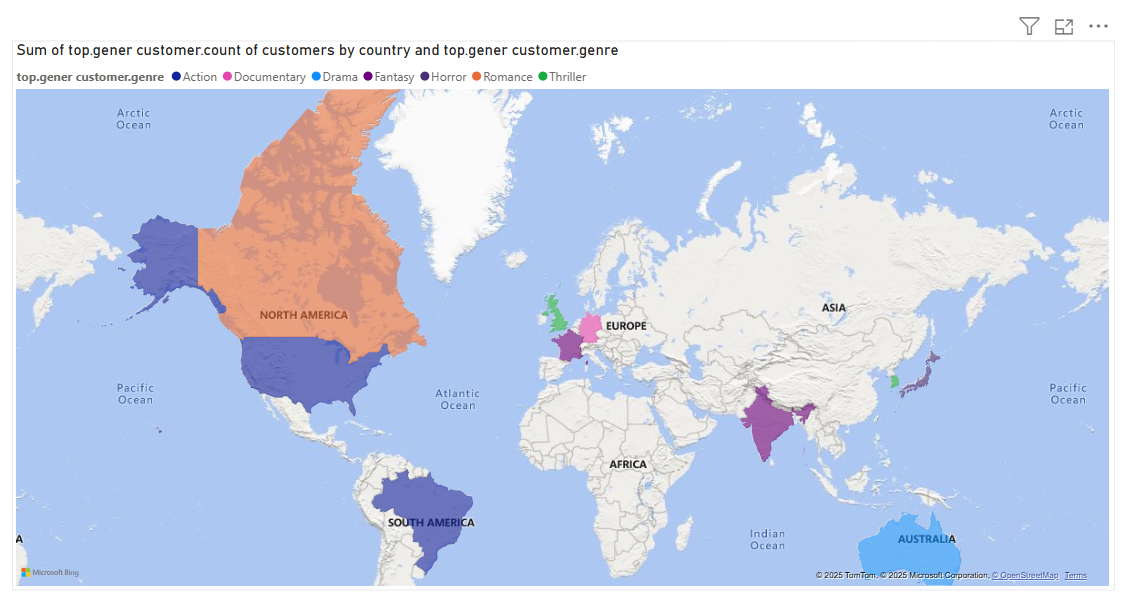 Sum of top.gener customer.count of customers by country and top.gener customer.genre
top.gener customer.genre Action Documentary Drama Fantasy Horror Romance Thriller
Arctic
Ocean
Arctic
Ocean
NORTH AMERICA
EUROPE
ASIA
Pacific
Ocean
Atlantic
Ocean
Pacific
Ocean
AFRICA
SOUTH AMERICA
Indian
Ocean
AUSTRALIA
A
Microsoft Bing
© 2025 TomTom, © 2025 Microsoft Corporation, © OpenStreetMap Terms